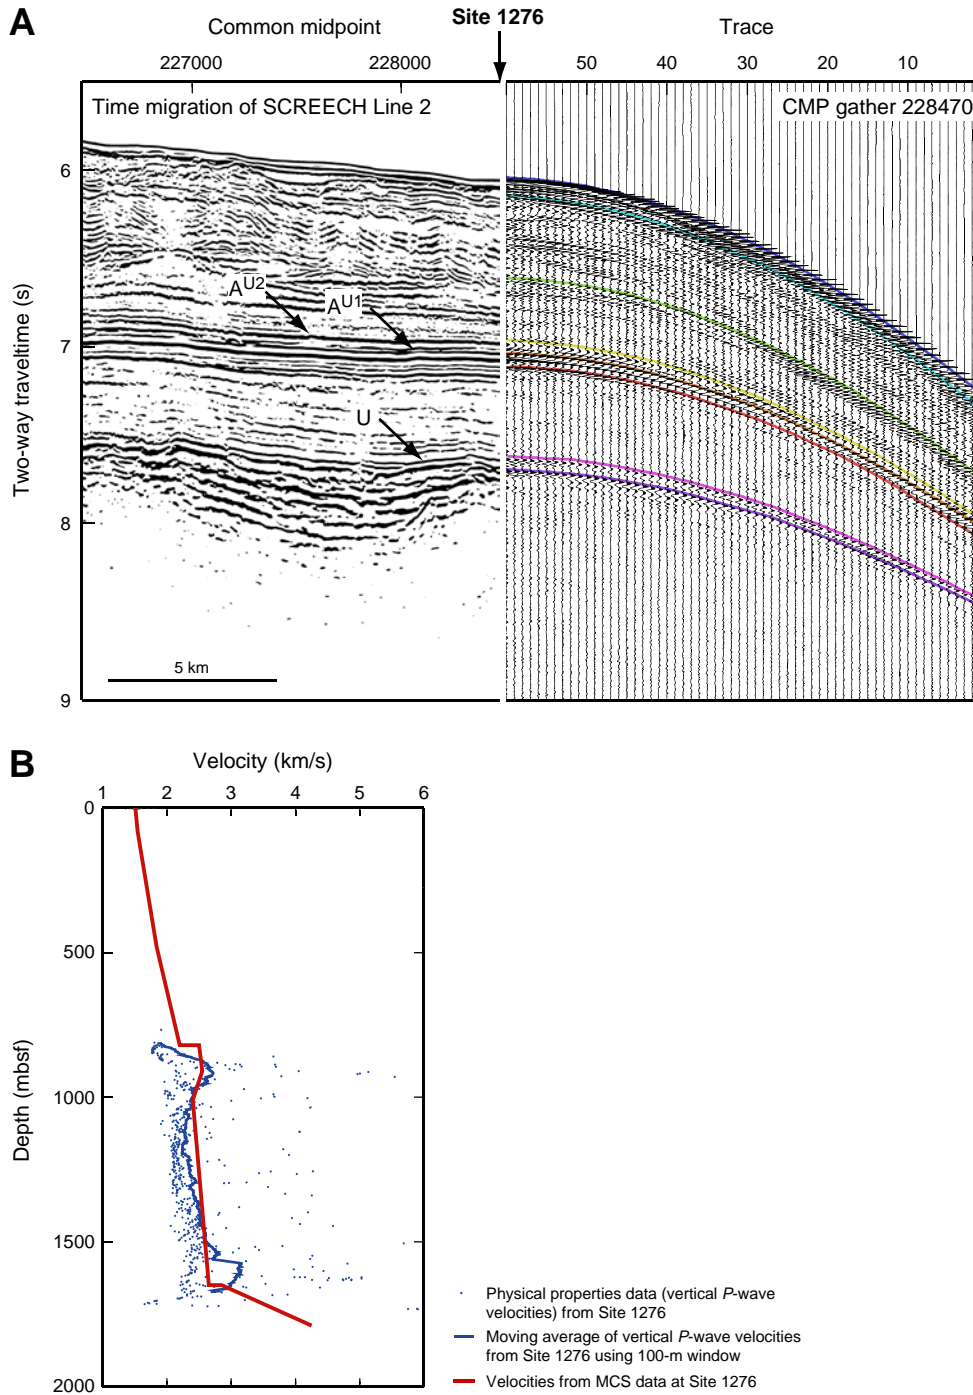 A
Common midpoint
Site 1276
Trace
227000 228000
50 40 30 20 10
Time migration of SCREECH Line 2
CMP gather 228470
Two-way traveltime (s)
6
7
8
9
AU2
AU1
U
5 km
B
Velocity (km/s)
1 2 3 4 5 6
Depth (mbsf)
0
500
1000
1500
2000
Physical properties data (vertical P-wave
velocities) from Site 1276
Moving average of vertical P-wave velocities
from Site 1276 using 100-m window
Velocities from MCS data at Site 1276